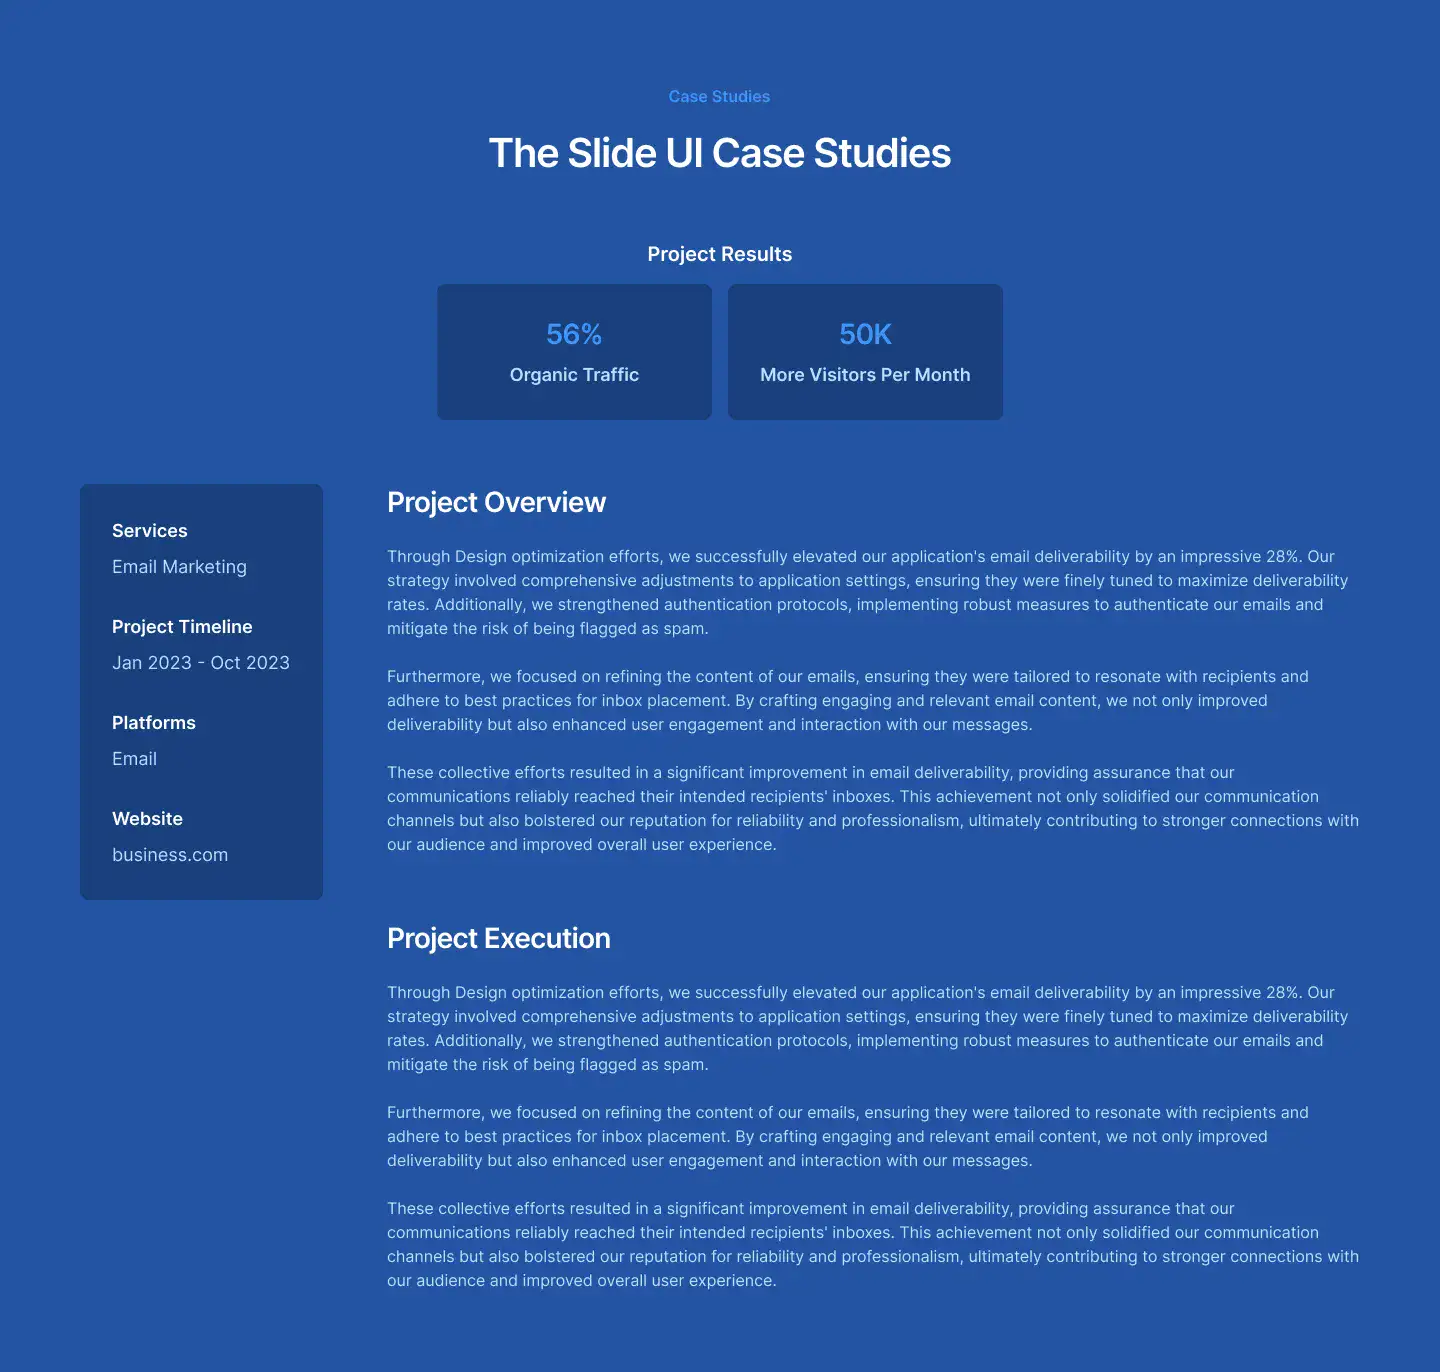 Case Studies
The Slide UI Case Studies
Project Results
56%
Organic Traffic
50K
More Visitors Per Month
Services
Email Marketing
Project Timeline
Jan 2023 - Oct 2023
Platforms
Email
Website
business.com
Project Overview
Through Design optimization efforts, we successfully elevated our application's email deliverability by an impressive 28%. Our
strategy involved comprehensive adjustments to application settings, ensuring they were finely tuned to maximize deliverability
rates. Additionally, we strengthened authentication protocols, implementing robust measures to authenticate our emails and
mitigate the risk of being flagged as spam.
Furthermore, we focused on refining the content of our emails, ensuring they were tailored to resonate with recipients and
adhere to best practices for inbox placement. By crafting engaging and relevant email content, we not only improved
deliverability but also enhanced user engagement and interaction with our messages.
These collective efforts resulted in a significant improvement in email deliverability, providing assurance that our
communications reliably reached their intended recipients' inboxes. This achievement not only solidified our communication
channels but also bolstered our reputation for reliability and professionalism, ultimately contributing to stronger connections with
our audience and improved overall user experience.
Project Execution
Through Design optimization efforts, we successfully elevated our application's email deliverability by an impressive 28%. Our
strategy involved comprehensive adjustments to application settings, ensuring they were finely tuned to maximize deliverability
rates. Additionally, we strengthened authentication protocols, implementing robust measures to authenticate our emails and
mitigate the risk of being flagged as spam.
Furthermore, we focused on refining the content of our emails, ensuring they were tailored to resonate with recipients and
adhere to best practices for inbox placement. By crafting engaging and relevant email content, we not only improved
deliverability but also enhanced user engagement and interaction with our messages.
These collective efforts resulted in a significant improvement in email deliverability, providing assurance that our
communications reliably reached their intended recipients' inboxes. This achievement not only solidified our communication
channels but also bolstered our reputation for reliability and professionalism, ultimately contributing to stronger connections with
our audience and improved overall user experience.